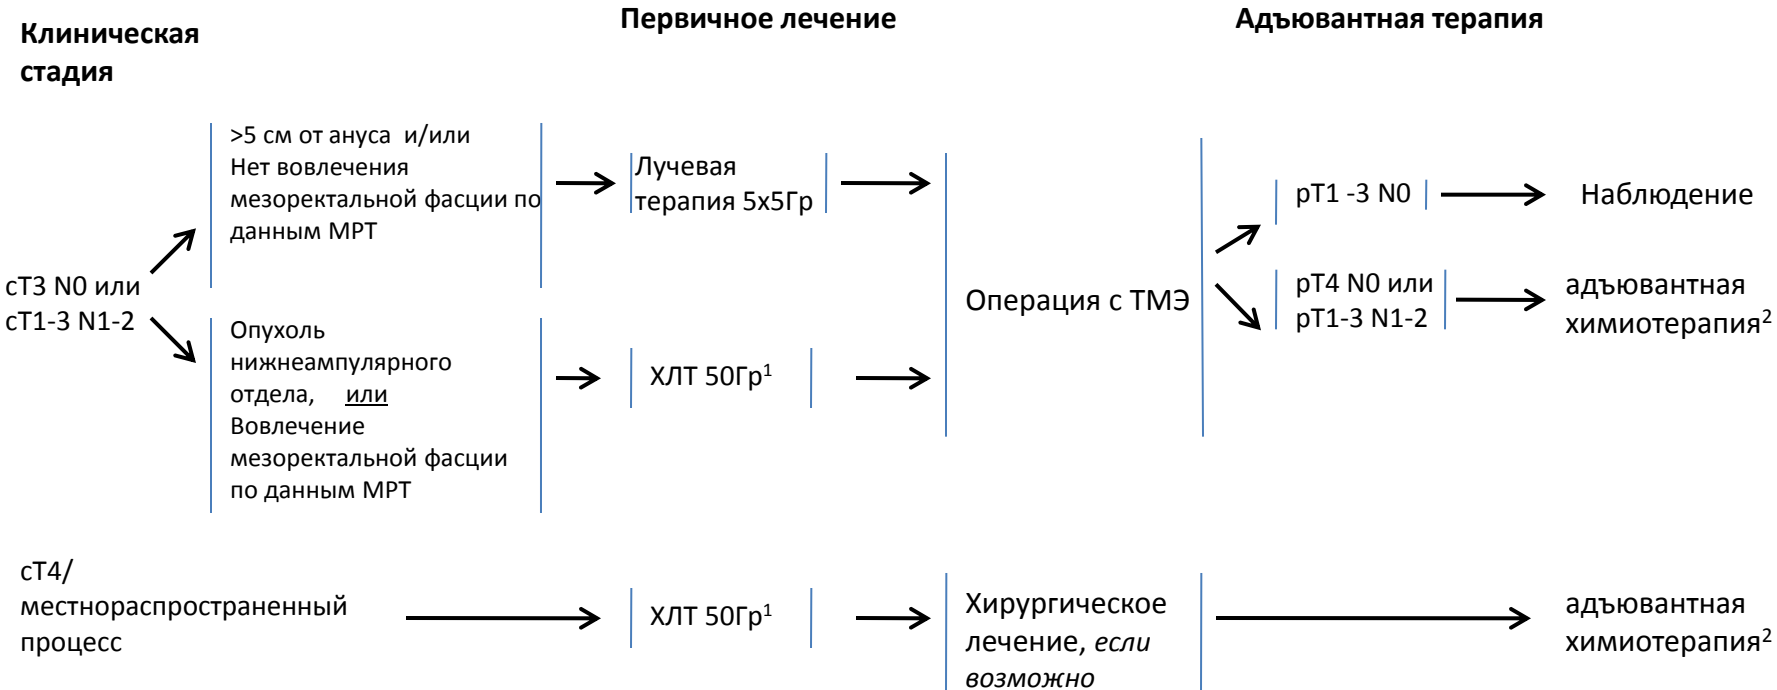 Клиническая
стадия
Первичное лечение
Адъювантная терапия
cT3 N0 или
cT1-3 N1-2
>5 см от ануса и/или
Нет вовлечения
мезоректальной фасции по
данным МРТ
Лучевая
терапия 5х5Гр
Опухоль
нижнеампулярного
отдела, или
Вовлечение
мезоректальной фасции
по данным МРТ
ХЛТ 50Гр¹
Операция с ТМЭ
pT1 -3 N0
Наблюдение
pT4 N0 или
pT1-3 N1-2
адъювантная
химиотерапия²
cT4/
местнораспространенный
процесс
ХЛТ 50Гр¹
Хирургическое
лечение, если
возможно
адъювантная
химиотерапия²